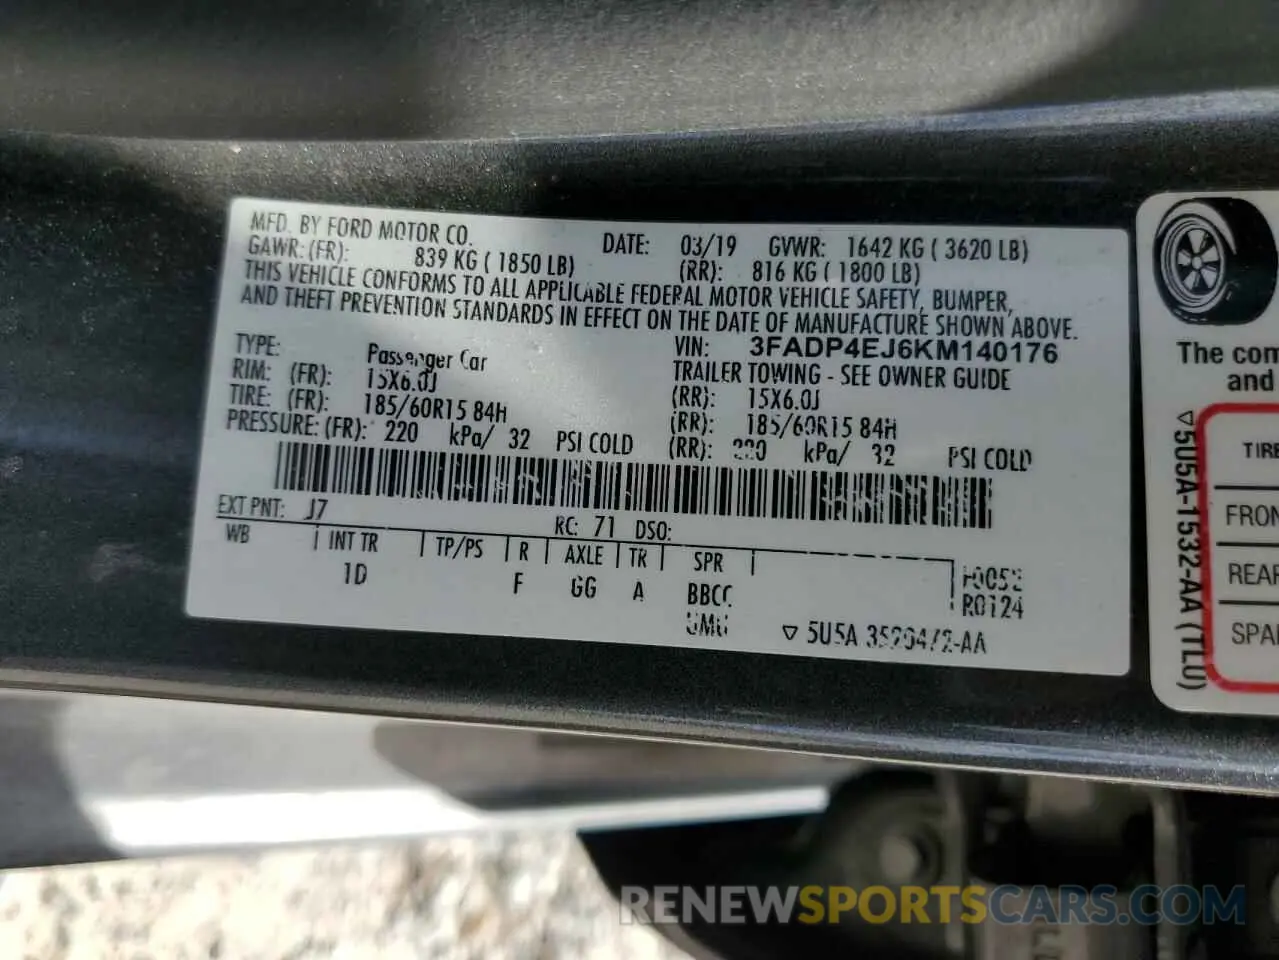 MFD. BY FORD MOTOR CO.
DATE: 03/19 GVWR: 1642 KG ( 3620 LB)
GAWR: (FR): 839 KG ( 1850 LB) (RR): 816 KG ( 1800 LB)
THIS VEHICLE CONFORMS TO ALL APPLICABLE FEDERAL MOTOR VEHICLE SAFETY, BUMPER,
AND THEFT PREVENTION STANDARDS IN EFFECT ON THE DATE OF MANUFACTURE SHOWN ABOVE.
VIN: 3FADP4EJ6KM140176
TYPE: Passenger Car TRAILER TOWING - SEE OWNER GUIDE
RIM: (FR): 15X6.0J (RR): 15X6.0J
TIRE: (FR): 185/60R15 84H (RR): 185/60R15 84H
PRESSURE: (FR): 220 kPa/ 32 PSI COLD (RR): 220 kPa/ 32 PSI COLD
EXT PNT: J7 RC: 71 DSO:
WB INT TR TP/PS R AXLE TR SPR
1D F GG A BBCC
R0124
▽ 5U5A
The com
and
TIRE
FRON
REAR
SPAR
▽5U5A-1532-AA (TLU)
RENEWSPORTSCARS.COM